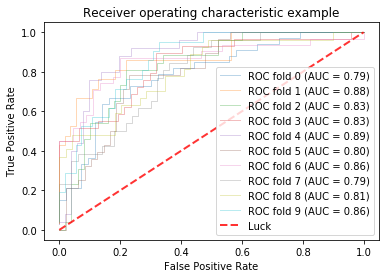 Receiver operating characteristic example
True Positive Rate
1.0
0.8
0.6
0.4
0.2
0.0
ROC fold 0 (AUC = 0.79)
ROC fold 1 (AUC = 0.88)
ROC fold 2 (AUC = 0.83)
ROC fold 3 (AUC = 0.83)
ROC fold 4 (AUC = 0.89)
ROC fold 5 (AUC = 0.80)
ROC fold 6 (AUC = 0.86)
ROC fold 7 (AUC = 0.79)
ROC fold 8 (AUC = 0.81)
ROC fold 9 (AUC = 0.86)
Luck
0.0 0.2 0.4 0.6 0.8 1.0
False Positive Rate